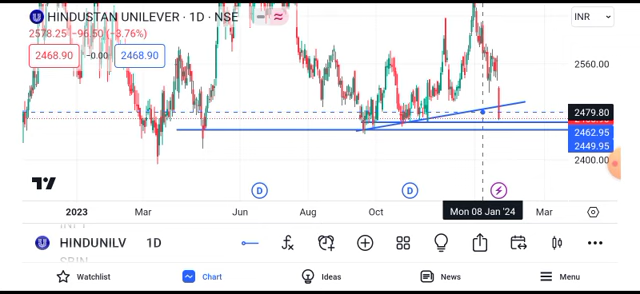 HINDUSTAN UNILEVER · 1D · NSE
INR
2578.25 −96.50 (−3.76%)
2468.90 −0.00 2468.90
2560.00
2479.80
2462.95
2449.95
2400.00
D D
2023 Mar Jun Aug Oct Mon 08 Jan '24 Mar
HINDUNILV 1D
Watchlist Chart Ideas News Menu